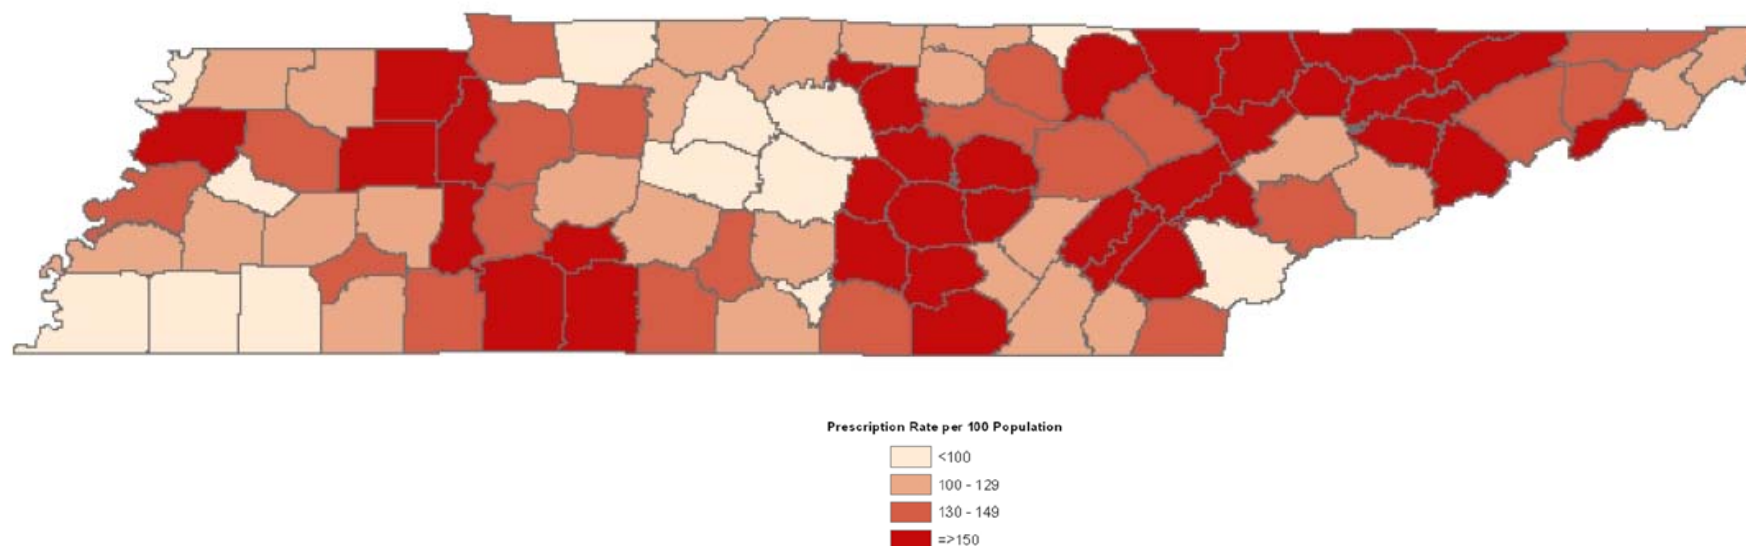 Prescription Rate per 100 Population
<100
100 - 129
130 - 149
=>150